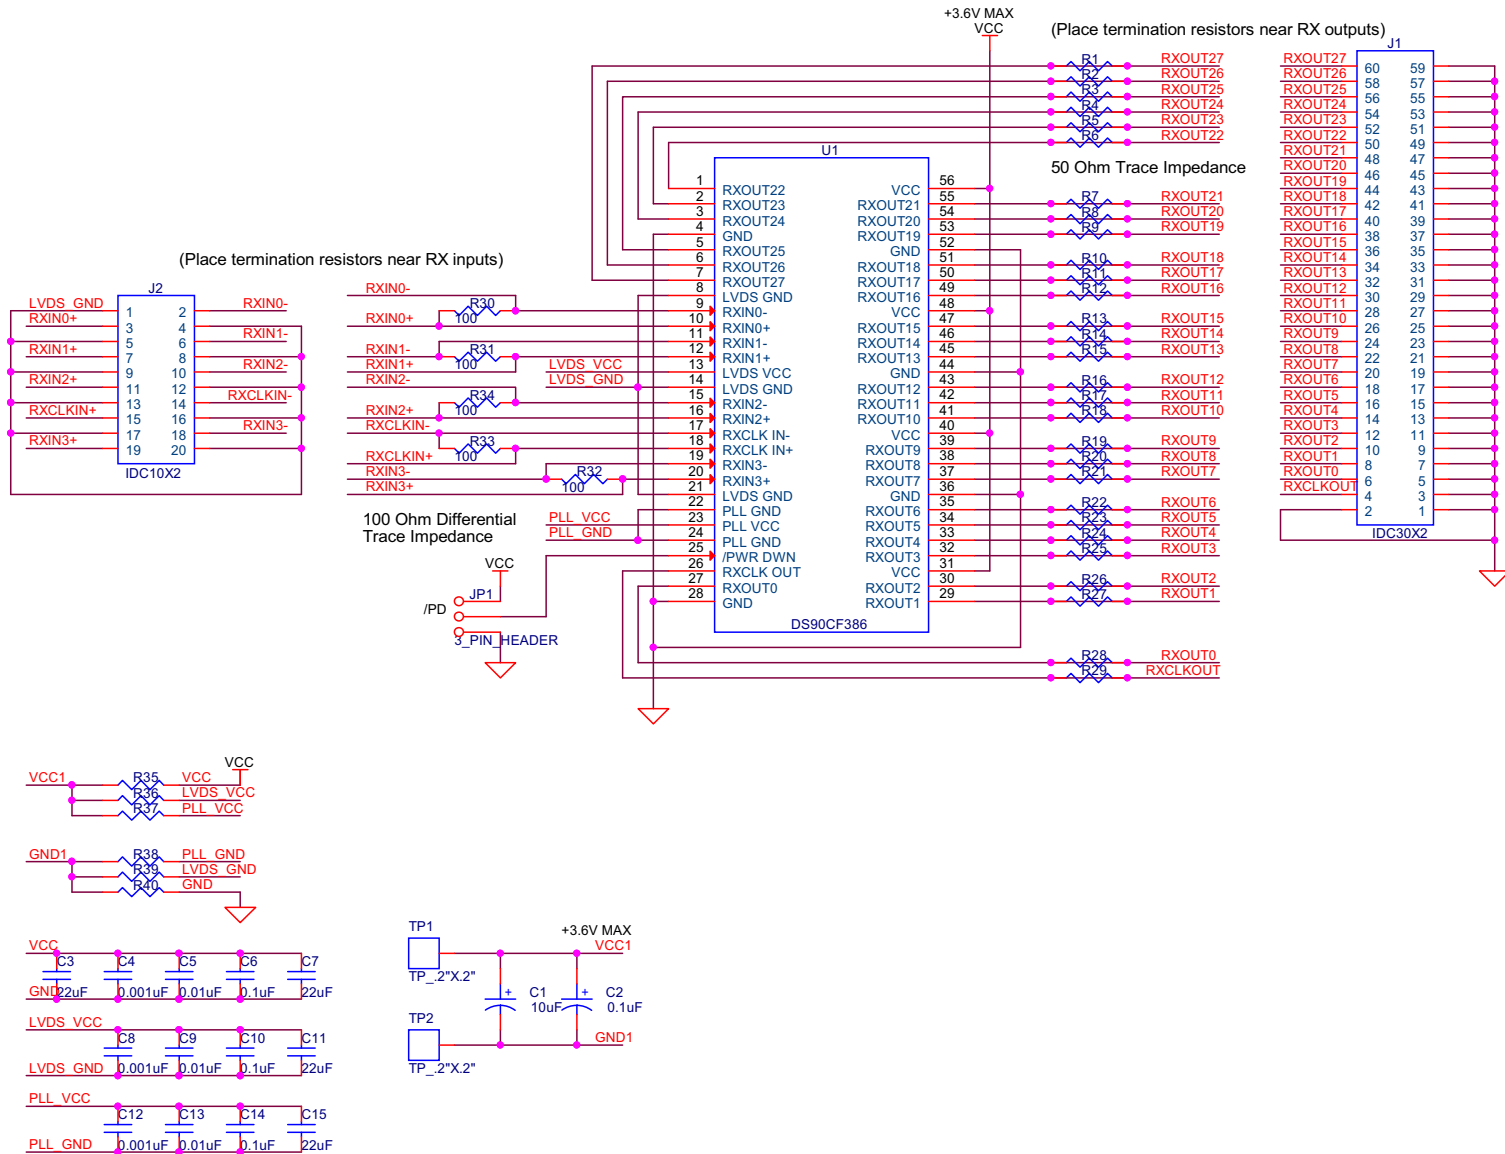 +3.6V MAX
VCC
(Place termination resistors near RX outputs)
J1
R1 RXOUT27
R2 RXOUT26
R3 RXOUT25
R4 RXOUT24
R5 RXOUT23
R6 RXOUT22
50 Ohm Trace Impedance
RXOUT27 60 59
RXOUT26 58 57
RXOUT25 56 55
RXOUT24 54 53
RXOUT23 52 51
RXOUT22 50 49
RXOUT21 48 47
RXOUT20 46 45
RXOUT19 44 43
RXOUT18 42 41
RXOUT17 40 39
RXOUT16 38 37
RXOUT15 36 35
RXOUT14 34 33
RXOUT13 32 31
RXOUT12 30 29
RXOUT11 28 27
RXOUT10 26 25
RXOUT9 24 23
RXOUT8 22 21
RXOUT7 20 19
RXOUT6 18 17
RXOUT5 16 15
RXOUT4 14 13
RXOUT3 12 11
RXOUT2 10 9
RXOUT1 8 7
RXOUT0 6 5
RXCLKOUT 4 3
2 1
IDC30X2
U1
1 RXOUT22 VCC 56
2 RXOUT23 RXOUT21 55 R7 RXOUT21
3 RXOUT24 RXOUT20 54 R8 RXOUT20
4 GND RXOUT19 53 R9 RXOUT19
5 RXOUT25 GND 52
6 RXOUT26 RXOUT18 51 R10 RXOUT18
7 RXOUT27 RXOUT17 50 R11 RXOUT17
8 LVDS GND RXOUT16 49 R12 RXOUT16
9 RXIN0- VCC 48
10 RXIN0+ RXOUT15 47 R13 RXOUT15
11 RXIN1- RXOUT14 46 R14 RXOUT14
12 RXIN1+ RXOUT13 45 R15 RXOUT13
13 LVDS VCC GND 44
14 LVDS GND RXOUT12 43 R16 RXOUT12
15 RXIN2- RXOUT11 42 R17 RXOUT11
16 RXIN2+ RXOUT10 41 R18 RXOUT10
17 RXCLK IN- VCC 40
18 RXCLK IN+ RXOUT9 39 R19 RXOUT9
19 RXIN3- RXOUT8 38 R20 RXOUT8
20 RXIN3+ RXOUT7 37 R21 RXOUT7
21 LVDS GND GND 36
22 PLL GND RXOUT6 35 R22 RXOUT6
23 PLL VCC RXOUT5 34 R23 RXOUT5
24 PLL GND RXOUT4 33 R24 RXOUT4
25 /PWR DWN RXOUT3 32 R25 RXOUT3
26 RXCLK OUT VCC 31
27 RXOUT0 RXOUT2 30 R26 RXOUT2
28 GND RXOUT1 29 R27 RXOUT1
DS90CF386
R28 RXOUT0
R29 RXCLKOUT
(Place termination resistors near RX inputs)
J2
LVDS_GND 1 2 RXIN0-
RXIN0+ 3 4
5 6 RXIN1-
RXIN1+ 7 8
9 10 RXIN2-
RXIN2+ 11 12
13 14 RXCLKIN-
RXCLKIN+ 15 16
17 18 RXIN3-
RXIN3+ 19 20
IDC10X2
RXIN0-
R30
RXIN0+ 100
RXIN1- R31
RXIN1+ 100
LVDS_VCC
RXIN2- LVDS_GND
R34
RXIN2+ 100
RXCLKIN-
R33
RXCLKIN+ 100
RXIN3- R32
RXIN3+ 100
100 Ohm Differential
Trace Impedance
PLL_VCC
PLL_GND
VCC
JP1
/PD
3_PIN_HEADER
VCC
VCC1 R35 VCC
R36 LVDS_VCC
R37 PLL_VCC
GND1 R38 PLL_GND
R39 LVDS_GND
R40 GND
VCC
C3 C4 C5 C6 C7
GND 22uF 0.001uF 0.01uF 0.1uF 22uF
LVDS_VCC
C8 C9 C10 C11
LVDS_GND 0.001uF 0.01uF 0.1uF 22uF
PLL_VCC
C12 C13 C14 C15
PLL_GND 0.001uF 0.01uF 0.1uF 22uF
TP1
+3.6V MAX
VCC1
TP_.2"X.2"
+ C1 + C2
10uF 0.1uF
TP2
GND1
TP_.2"X.2"